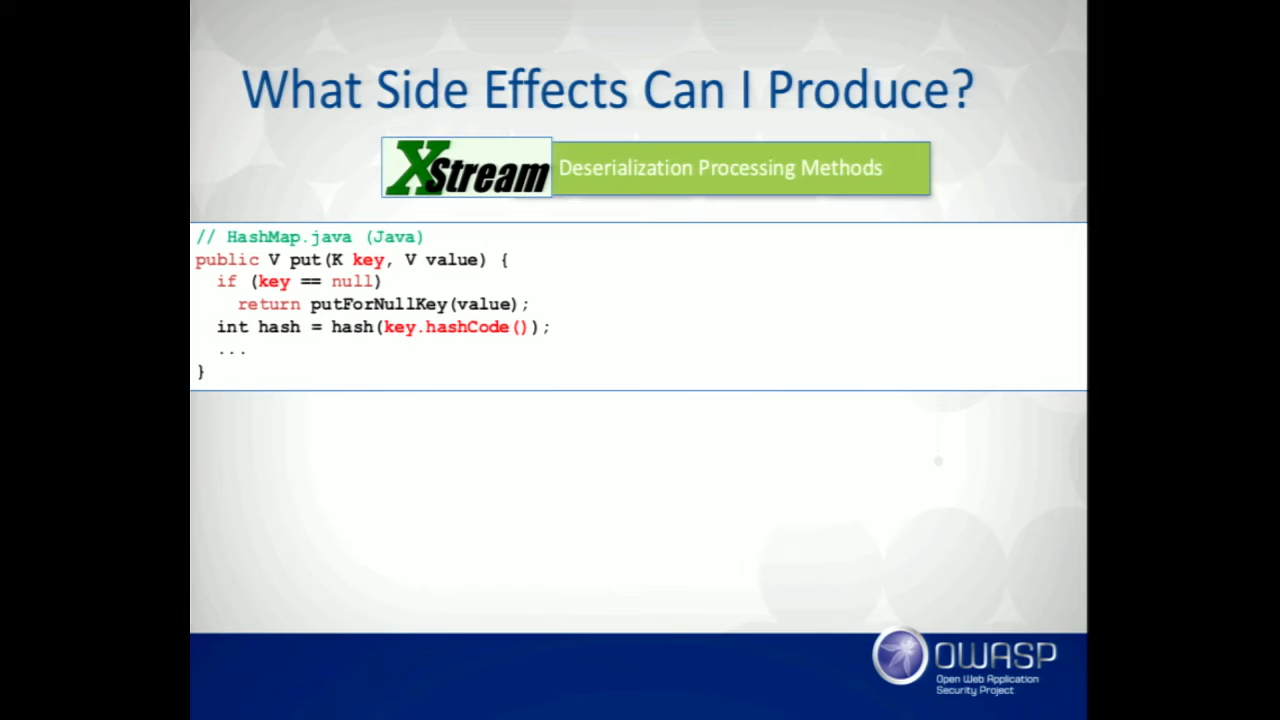 What Side Effects Can I Produce?
XStream
Deserialization Processing Methods
// HashMap.java (Java)
public V put(K key, V value) {
  if (key == null)
    return putForNullKey(value);
  int hash = hash(key.hashCode());
  ...
}
OWASP
Open Web Application
Security Project